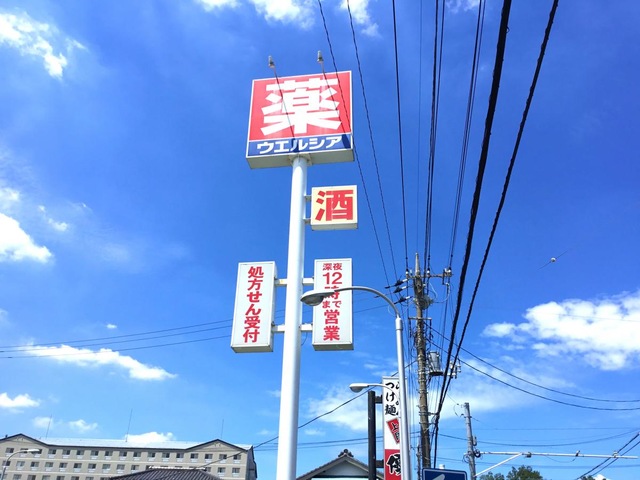 薬
ウエルシア
酒
処方せん受付
深夜
12時
まで
営業
つけ麺